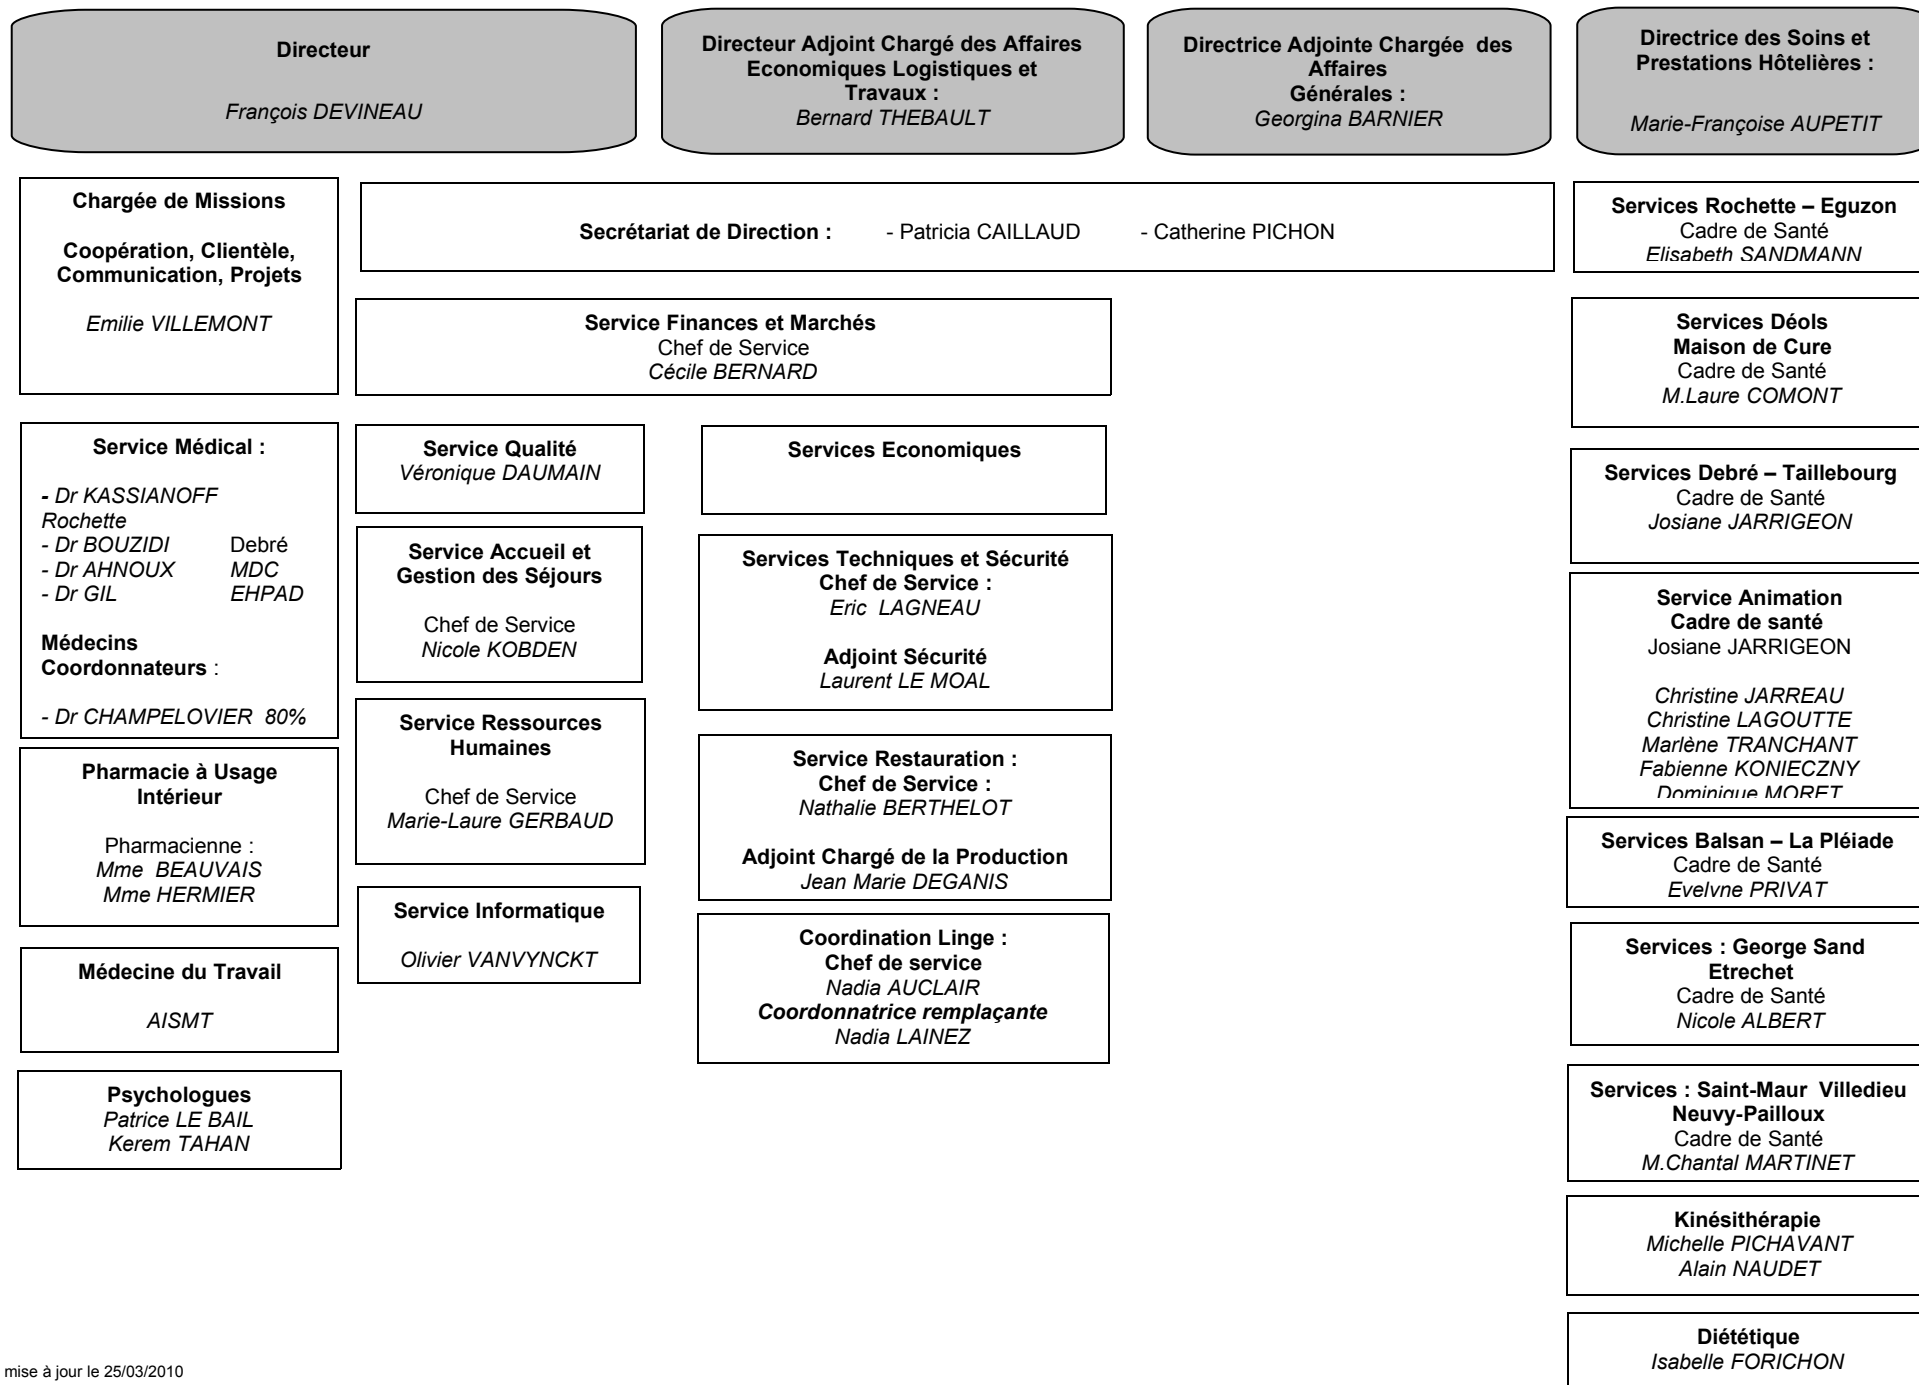 Directeur
François DEVINEAU
Directeur Adjoint Chargé des Affaires
Economiques Logistiques et
Travaux :
Bernard THEBAULT
Directrice Adjointe Chargée des
Affaires
Générales :
Georgina BARNIER
Directrice des Soins et
Prestations Hôtelières :
Marie-Françoise AUPETIT
Chargée de Missions
Coopération, Clientèle,
Communication, Projets
Emilie VILLEMONT
Secrétariat de Direction : - Patricia CAILLAUD - Catherine PICHON
Service Finances et Marchés
Chef de Service
Cécile BERNARD
Service Médical :
- Dr KASSIANOFF
Rochette
- Dr BOUZIDI Debré
- Dr AHNOUX MDC
- Dr GIL EHPAD
Médecins
Coordonnateurs :
- Dr CHAMPELOVIER 80%
Pharmacie à Usage
Intérieur
Pharmacienne :
Mme BEAUVAIS
Mme HERMIER
Médecine du Travail
AISMT
Psychologues
Patrice LE BAIL
Kerem TAHAN
Service Qualité
Véronique DAUMAIN
Service Accueil et
Gestion des Séjours
Chef de Service
Nicole KOBDEN
Service Ressources
Humaines
Chef de Service
Marie-Laure GERBAUD
Service Informatique
Olivier VANVYNCKT
Services Economiques
Services Techniques et Sécurité
Chef de Service :
Eric LAGNEAU
Adjoint Sécurité
Laurent LE MOAL
Service Restauration :
Chef de Service :
Nathalie BERTHELOT
Adjoint Chargé de la Production
Jean Marie DEGANIS
Coordination Linge :
Chef de service
Nadia AUCLAIR
Coordonnatrice remplaçante
Nadia LAINEZ
Services Rochette – Eguzon
Cadre de Santé
Elisabeth SANDMANN
Services Déols
Maison de Cure
Cadre de Santé
M.Laure COMONT
Services Debré – Taillebourg
Cadre de Santé
Josiane JARRIGEON
Service Animation
Cadre de santé
Josiane JARRIGEON
Christine JARREAU
Christine LAGOUTTE
Marlène TRANCHANT
Fabienne KONIECZNY
Dominique MORET
Services Balsan – La Pléiade
Cadre de Santé
Evelyne PRIVAT
Services : George Sand
Etrechet
Cadre de Santé
Nicole ALBERT
Services : Saint-Maur Villedieu
Neuvy-Pailloux
Cadre de Santé
M.Chantal MARTINET
Kinésithérapie
Michelle PICHAVANT
Alain NAUDET
Diététique
Isabelle FORICHON
mise à jour le 25/03/2010